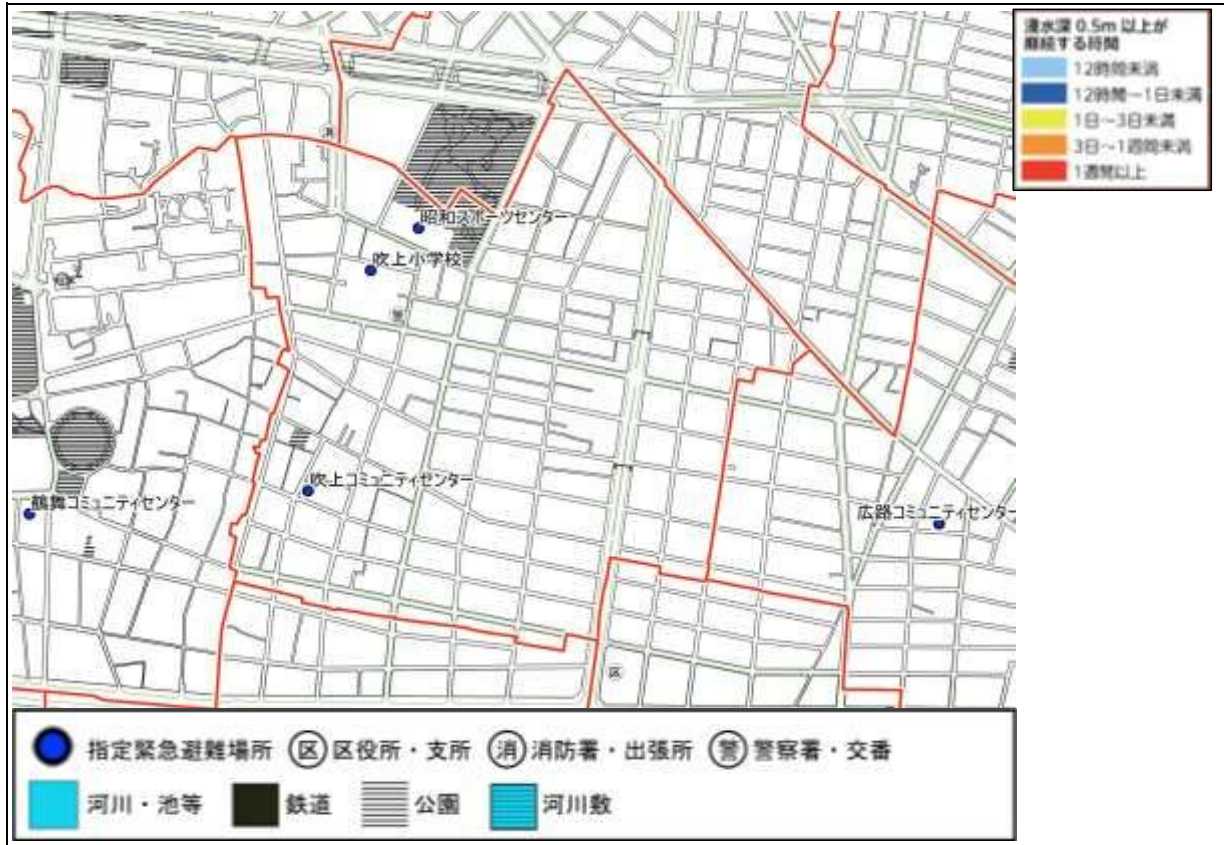 浸水深 0.5m 以上が
継続する時間
12時間未満
12時間～1日未満
1日～3日未満
3日～1週間未満
1週間以上
消
昭和スポーツセンター
吹上小学校
警
吹上コミュニティセンター
鶴舞コミュニティセンター
広路コミュニティセンター
区
指定緊急避難場所 区 区役所・支所 消 消防署・出張所 警 警察署・交番
河川・池等 鉄道 公園 河川敷